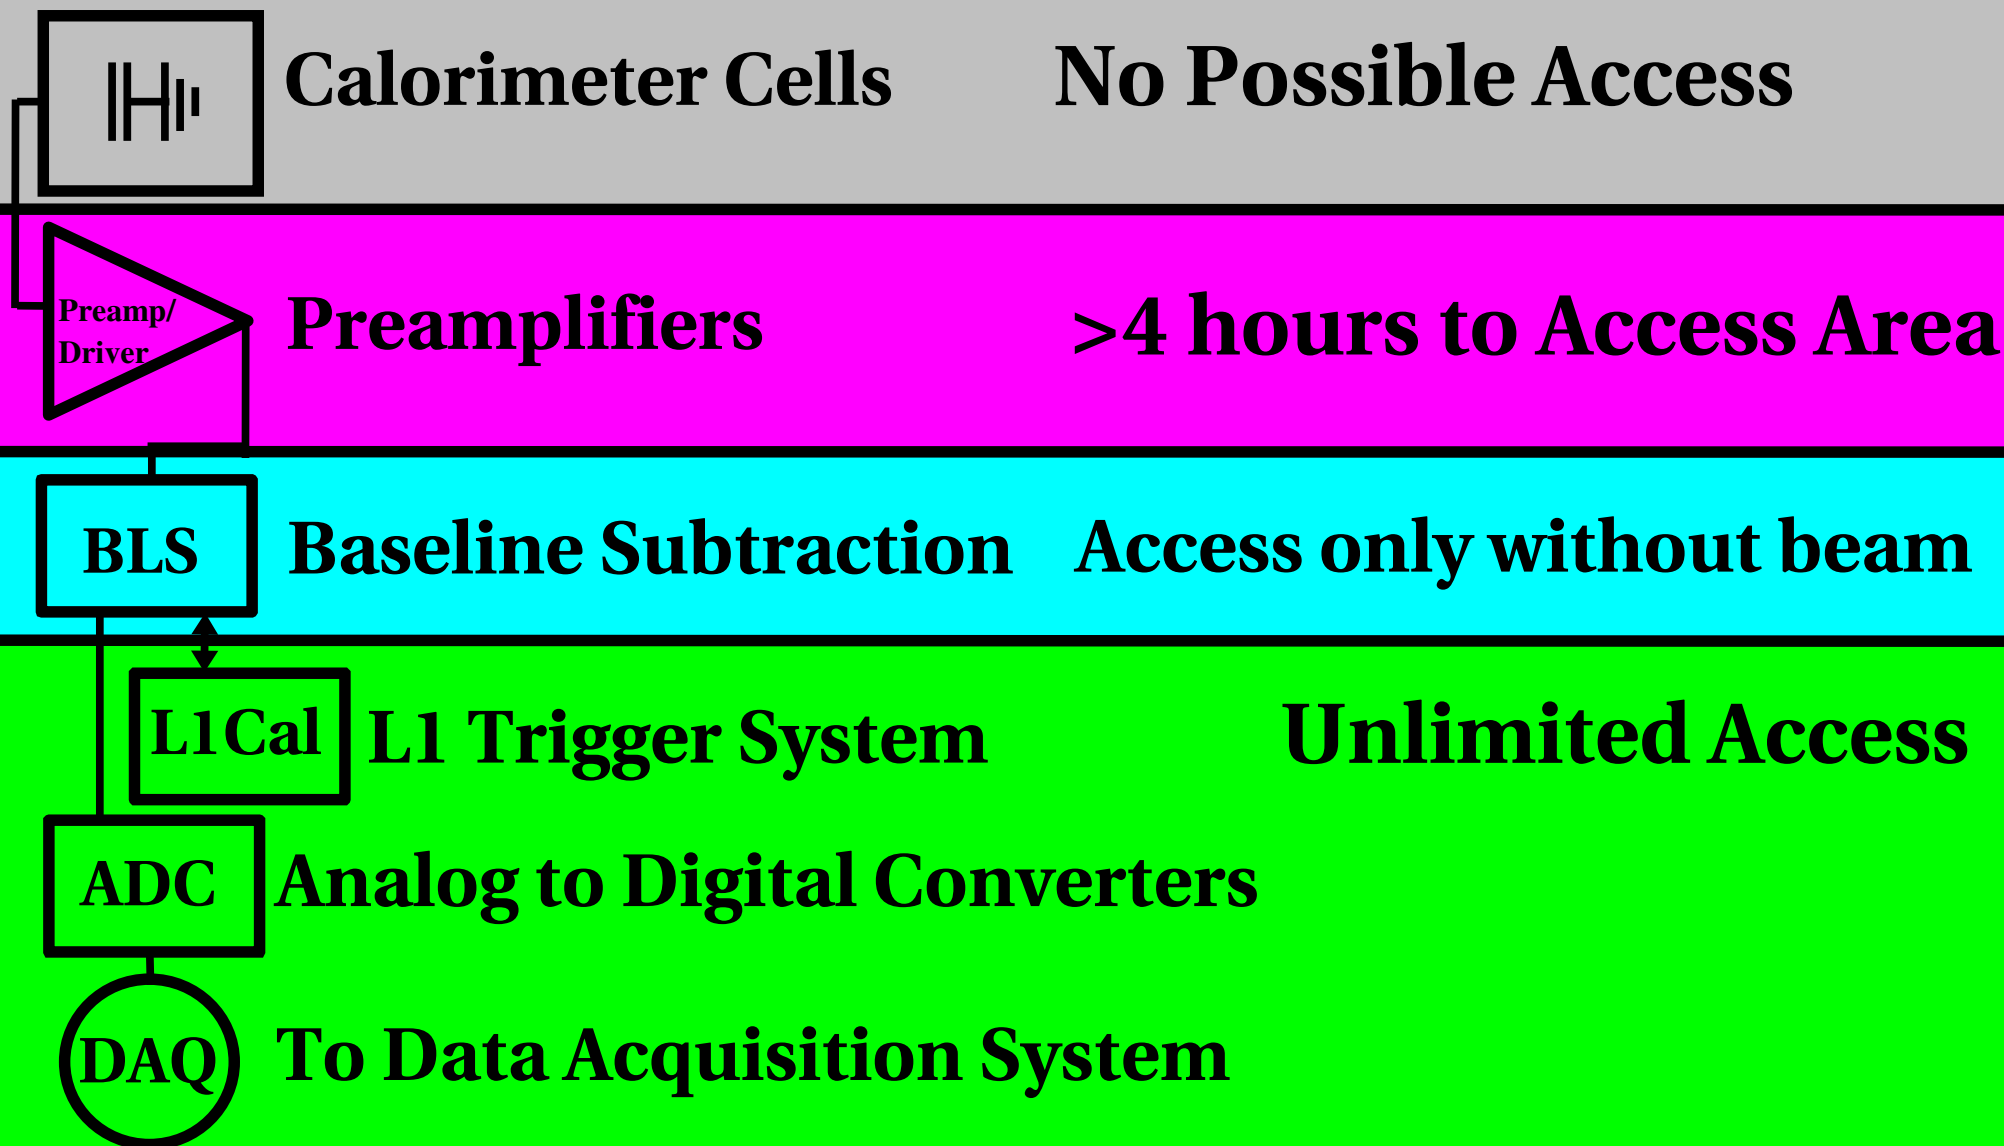 Calorimeter Cells No Possible Access
Preamp/
Driver
Preamplifiers >4 hours to Access Area
BLS Baseline Subtraction Access only without beam
L1Cal L1 Trigger System Unlimited Access
ADC Analog to Digital Converters
DAQ To Data Acquisition System